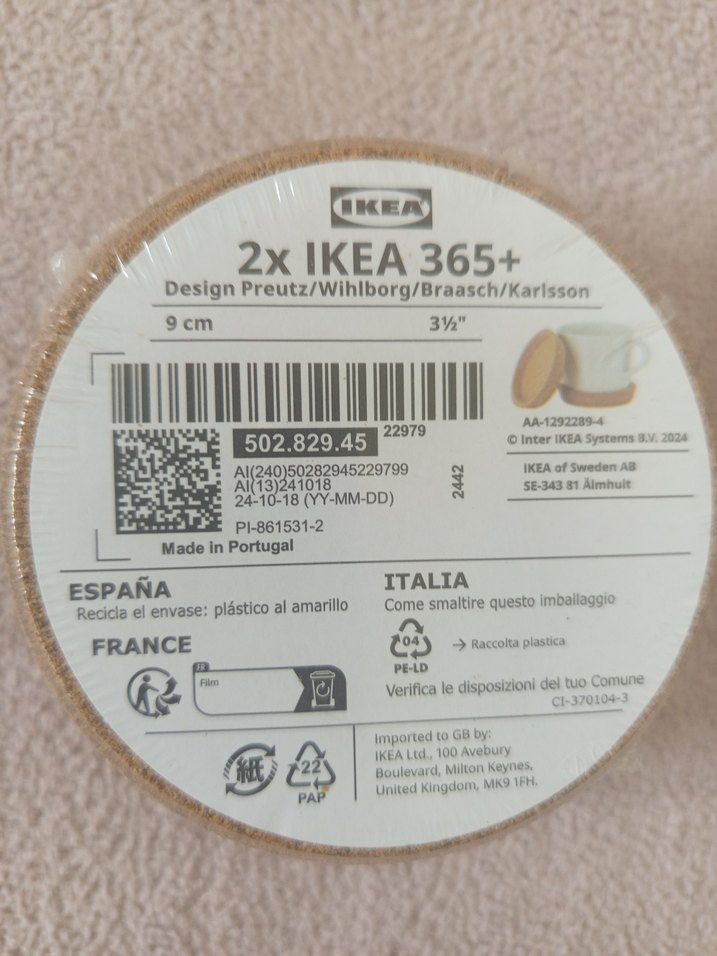 IKEA
2x IKEA 365+
Design Preutz/Wihlborg/Braasch/Karlsson
9 cm 3½"
502.829.45 22979
AI(240)50282945229799
AI(13)241018
24-10-18 (YY-MM-DD)
2442
PI-861531-2
Made in Portugal
AA-1292289-4
© Inter IKEA Systems B.V. 2024
IKEA of Sweden AB
SE-343 81 Älmhult
ESPAÑA
Recicla el envase: plástico al amarillo
FRANCE
FR
Film
ITALIA
Come smaltire questo imballaggio
04
PE-LD
→ Raccolta plastica
Verifica le disposizioni del tuo Comune
CI-370104-3
紙
22
PAP
Imported to GB by:
IKEA Ltd., 100 Avebury
Boulevard, Milton Keynes,
United Kingdom, MK9 1FH.